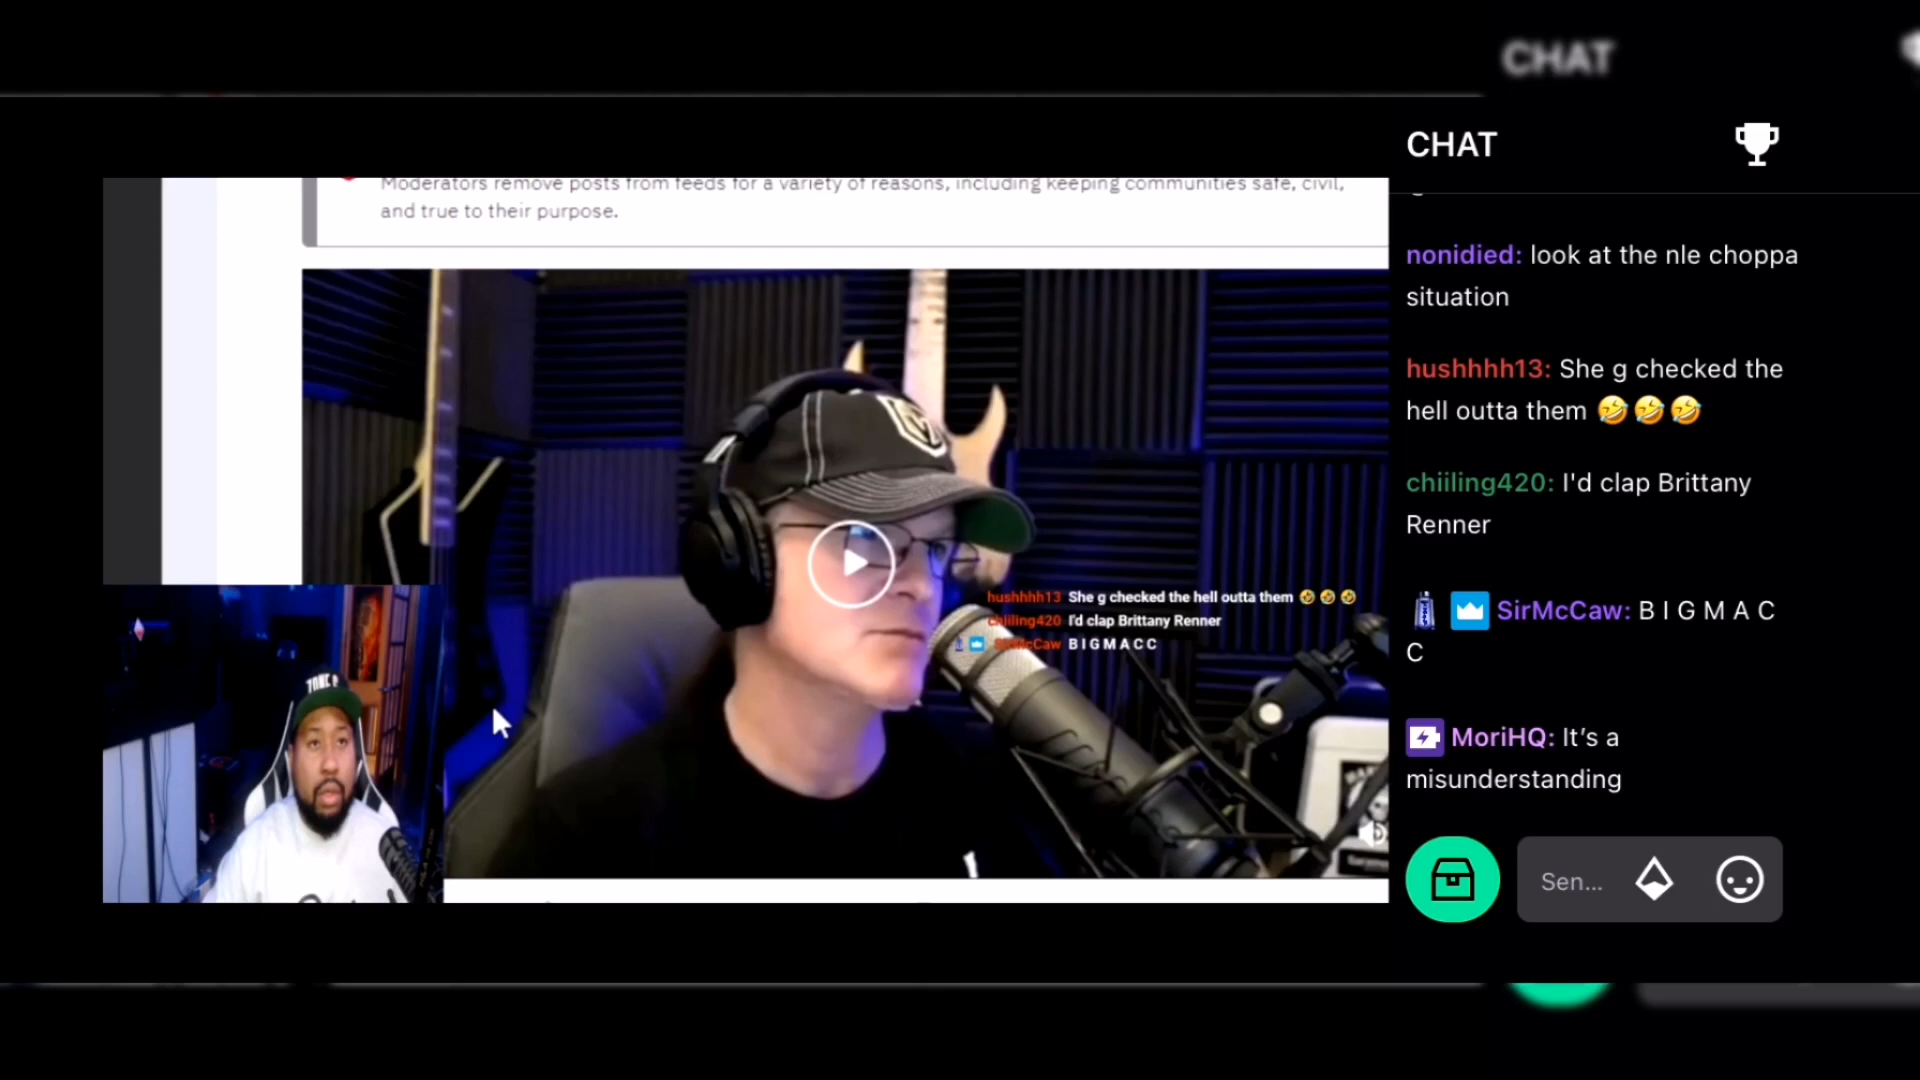 CHAT
CHAT
Moderators remove posts from feeds for a variety of reasons, including keeping communities safe, civil,
and true to their purpose.
hushhhh13 She g checked the hell outta them 🤣 🤣 🤣
chiiling420 I'd clap Brittany Renner
SirMcCaw B I G M A C C
nonidied: look at the nle choppa
situation
hushhhh13: She g checked the
hell outta them 🤣🤣🤣
chiiling420: I'd clap Brittany
Renner
SirMcCaw: B I G M A C
C
MoriHQ: It’s a
misunderstanding
Sen...